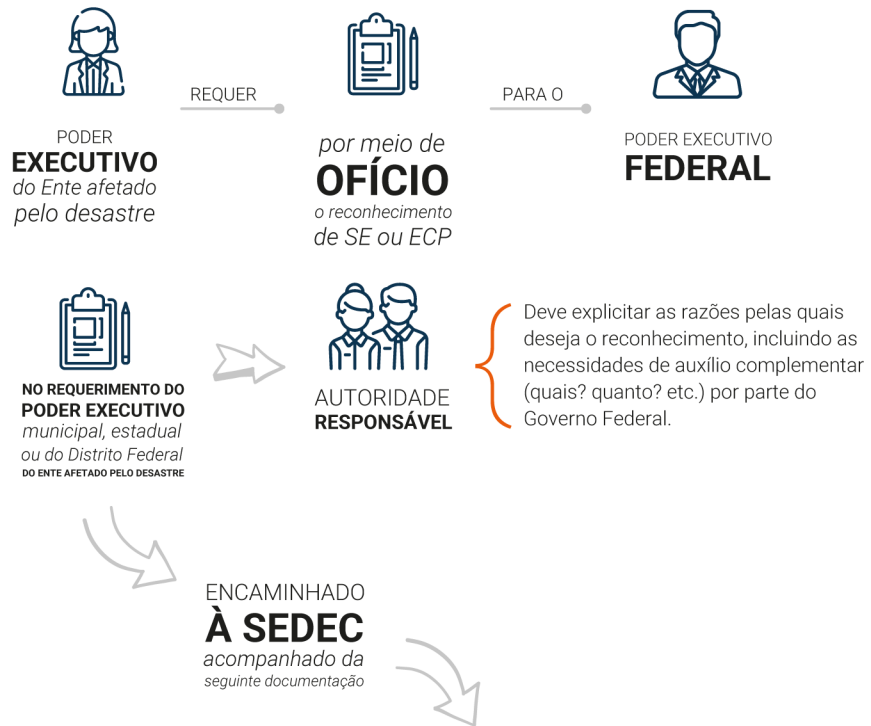 PODER
EXECUTIVO
do Ente afetado
pelo desastre
REQUER
por meio de
OFÍCIO
o reconhecimento
de SE ou ECP
PARA O
PODER EXECUTIVO
FEDERAL
NO REQUERIMENTO DO
PODER EXECUTIVO
municipal, estadual
ou do Distrito Federal
DO ENTE AFETADO PELO DESASTRE
AUTORIDADE
RESPONSÁVEL
Deve explicitar as razões pelas quais
deseja o reconhecimento, incluindo as
necessidades de auxílio complementar
(quais? quanto? etc.) por parte do
Governo Federal.
ENCAMINHADO
À SEDEC
acompanhado da
seguinte documentação